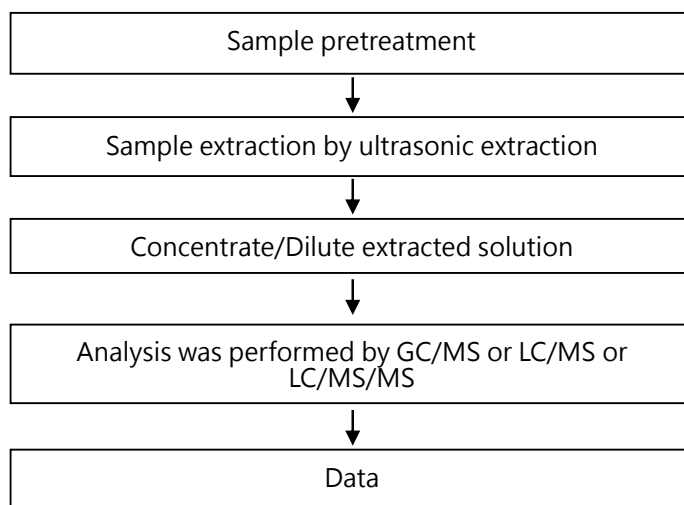 Sample pretreatment
Sample extraction by ultrasonic extraction
Concentrate/Dilute extracted solution
Analysis was performed by GC/MS or LC/MS or
LC/MS/MS
Data